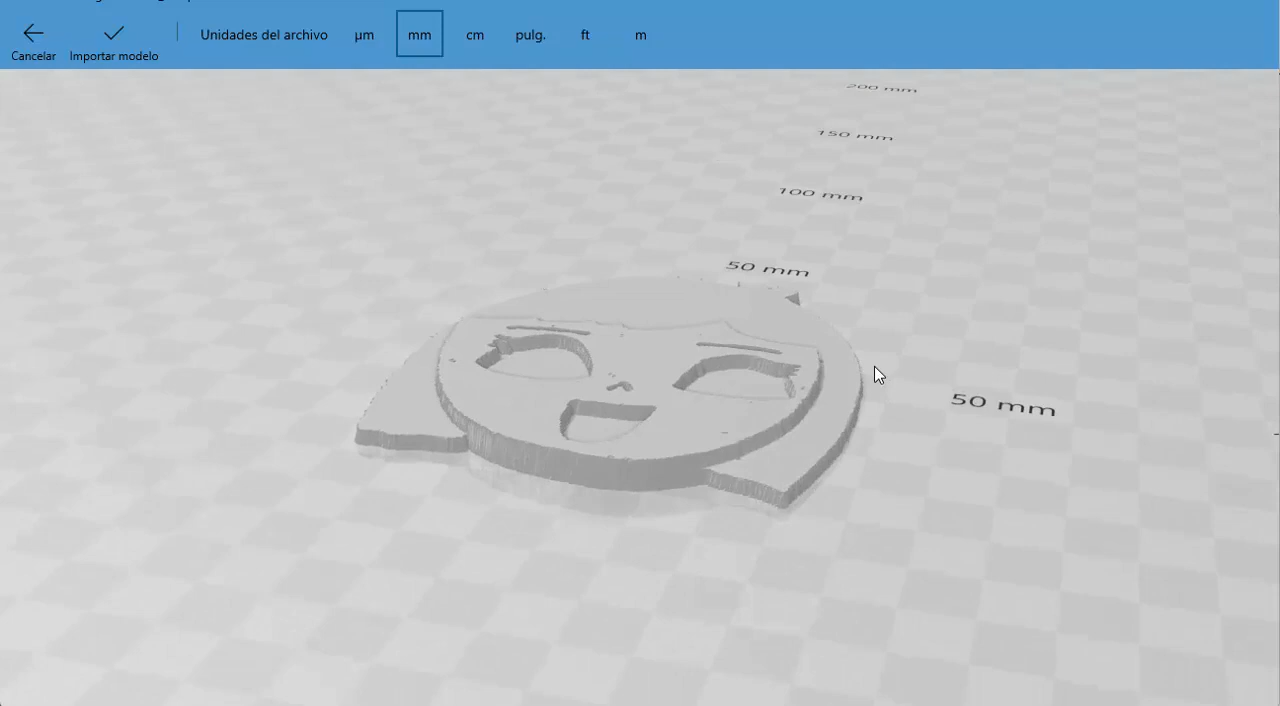 Unidades del archivo µm mm cm pulg. ft m
Cancelar Importar modelo
200 mm
150 mm
100 mm
50 mm
50 mm